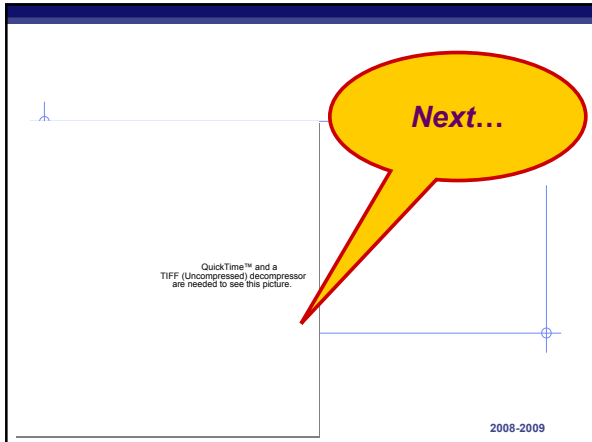 Next…
QuickTime™ and a
TIFF (Uncompressed) decompressor
are needed to see this picture.
2008-2009